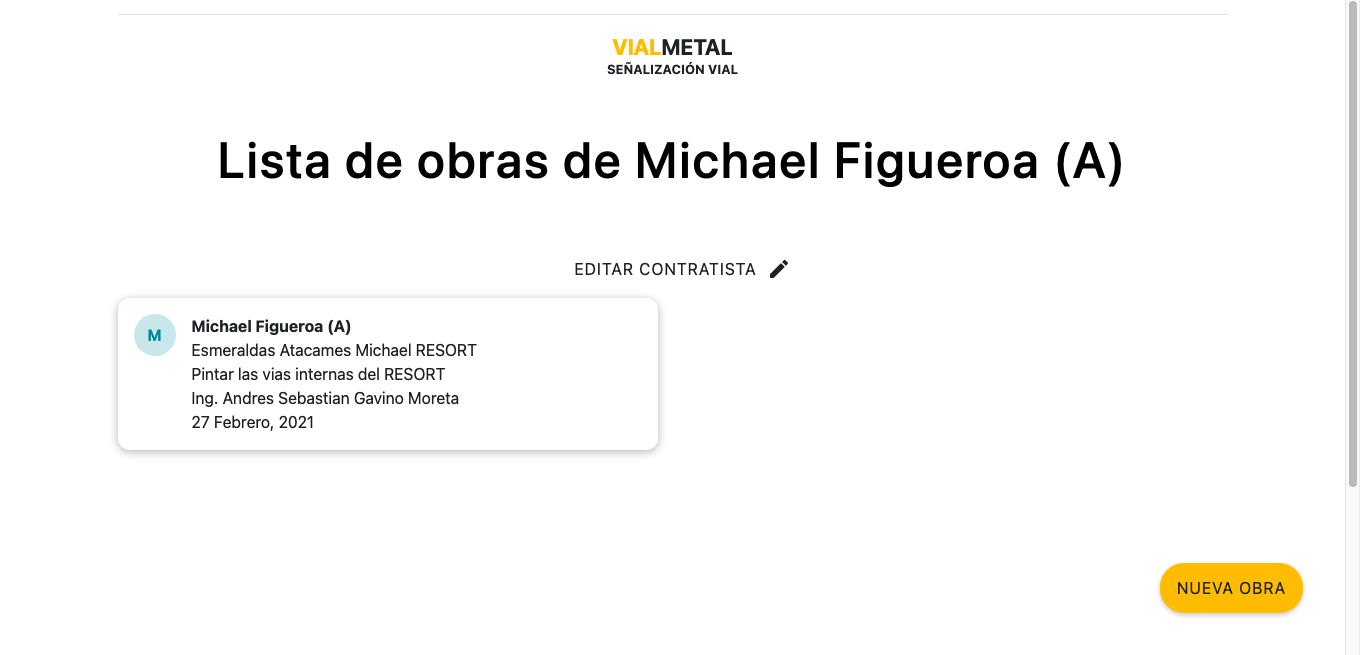 VIALMETAL
SEÑALIZACIÓN VIAL
Lista de obras de Michael Figueroa (A)
EDITAR CONTRATISTA
M
Michael Figueroa (A)
Esmeraldas Atacames Michael RESORT
Pintar las vias internas del RESORT
Ing. Andres Sebastian Gavino Moreta
27 Febrero, 2021
NUEVA OBRA